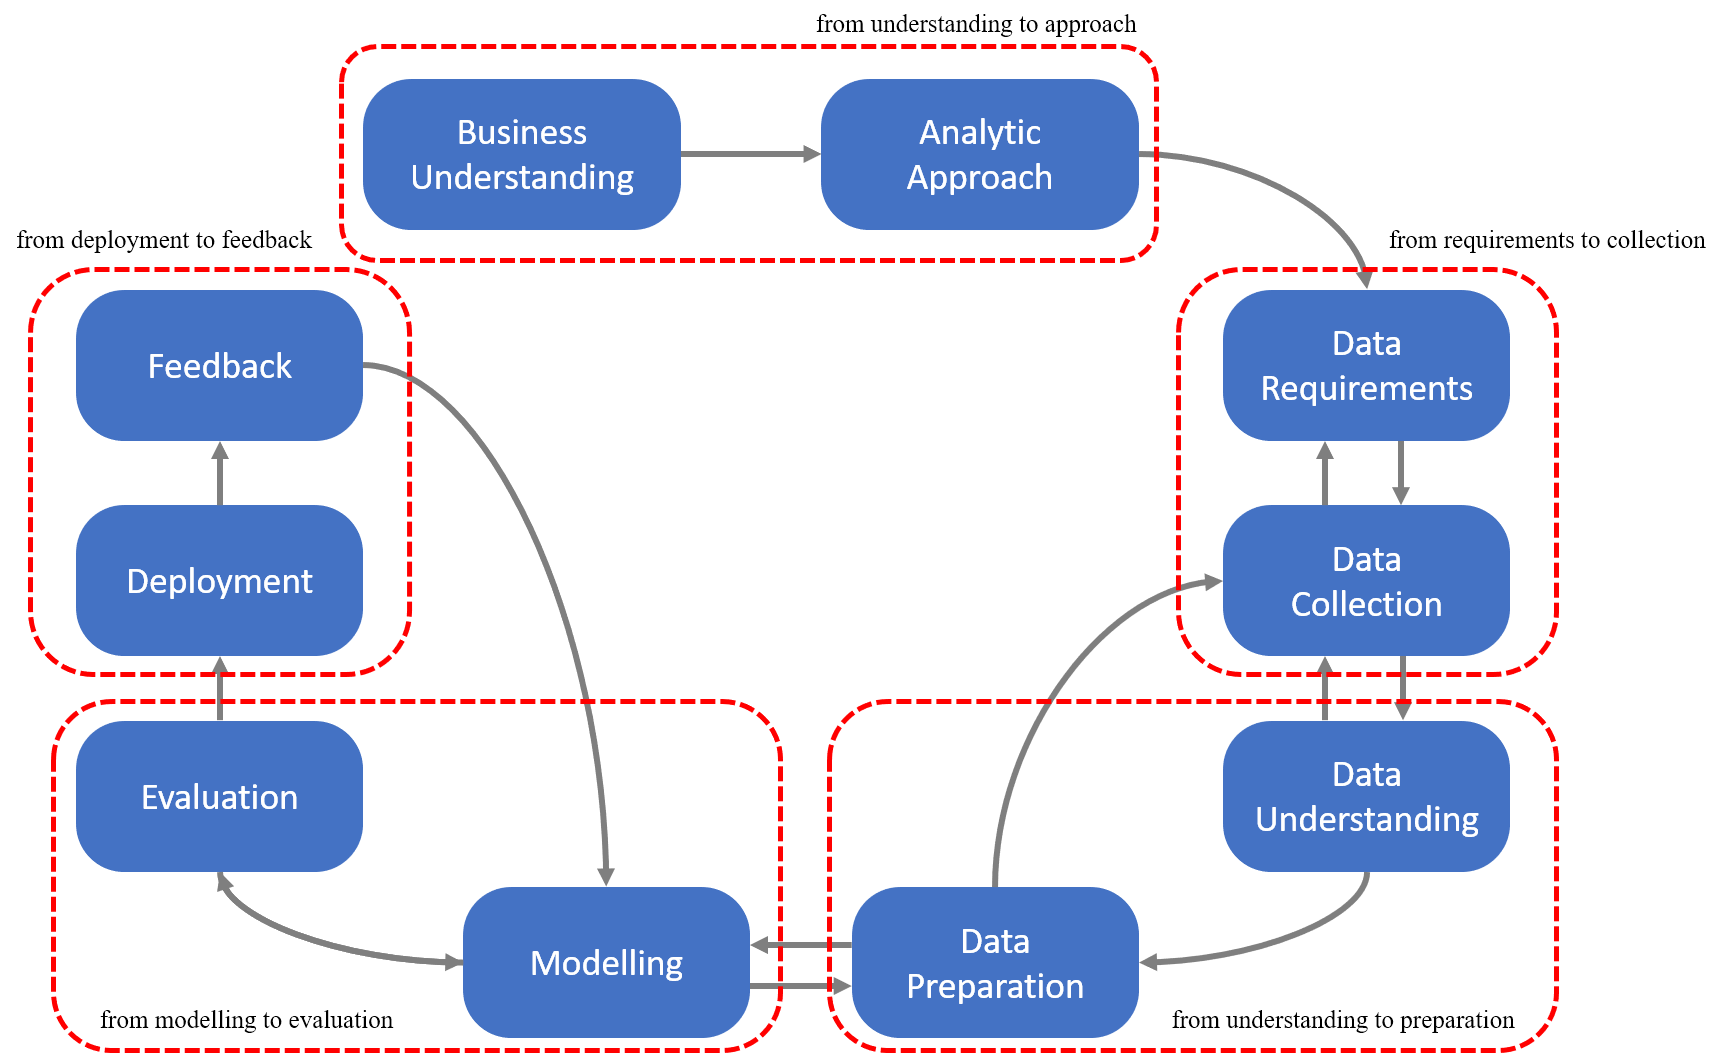 from understanding to approach
Business
Understanding
Analytic
Approach
from deployment to feedback
from requirements to collection
Feedback
Data
Requirements
Deployment
Data
Collection
Evaluation
Data
Understanding
Modelling
Data
Preparation
from modelling to evaluation
from understanding to preparation